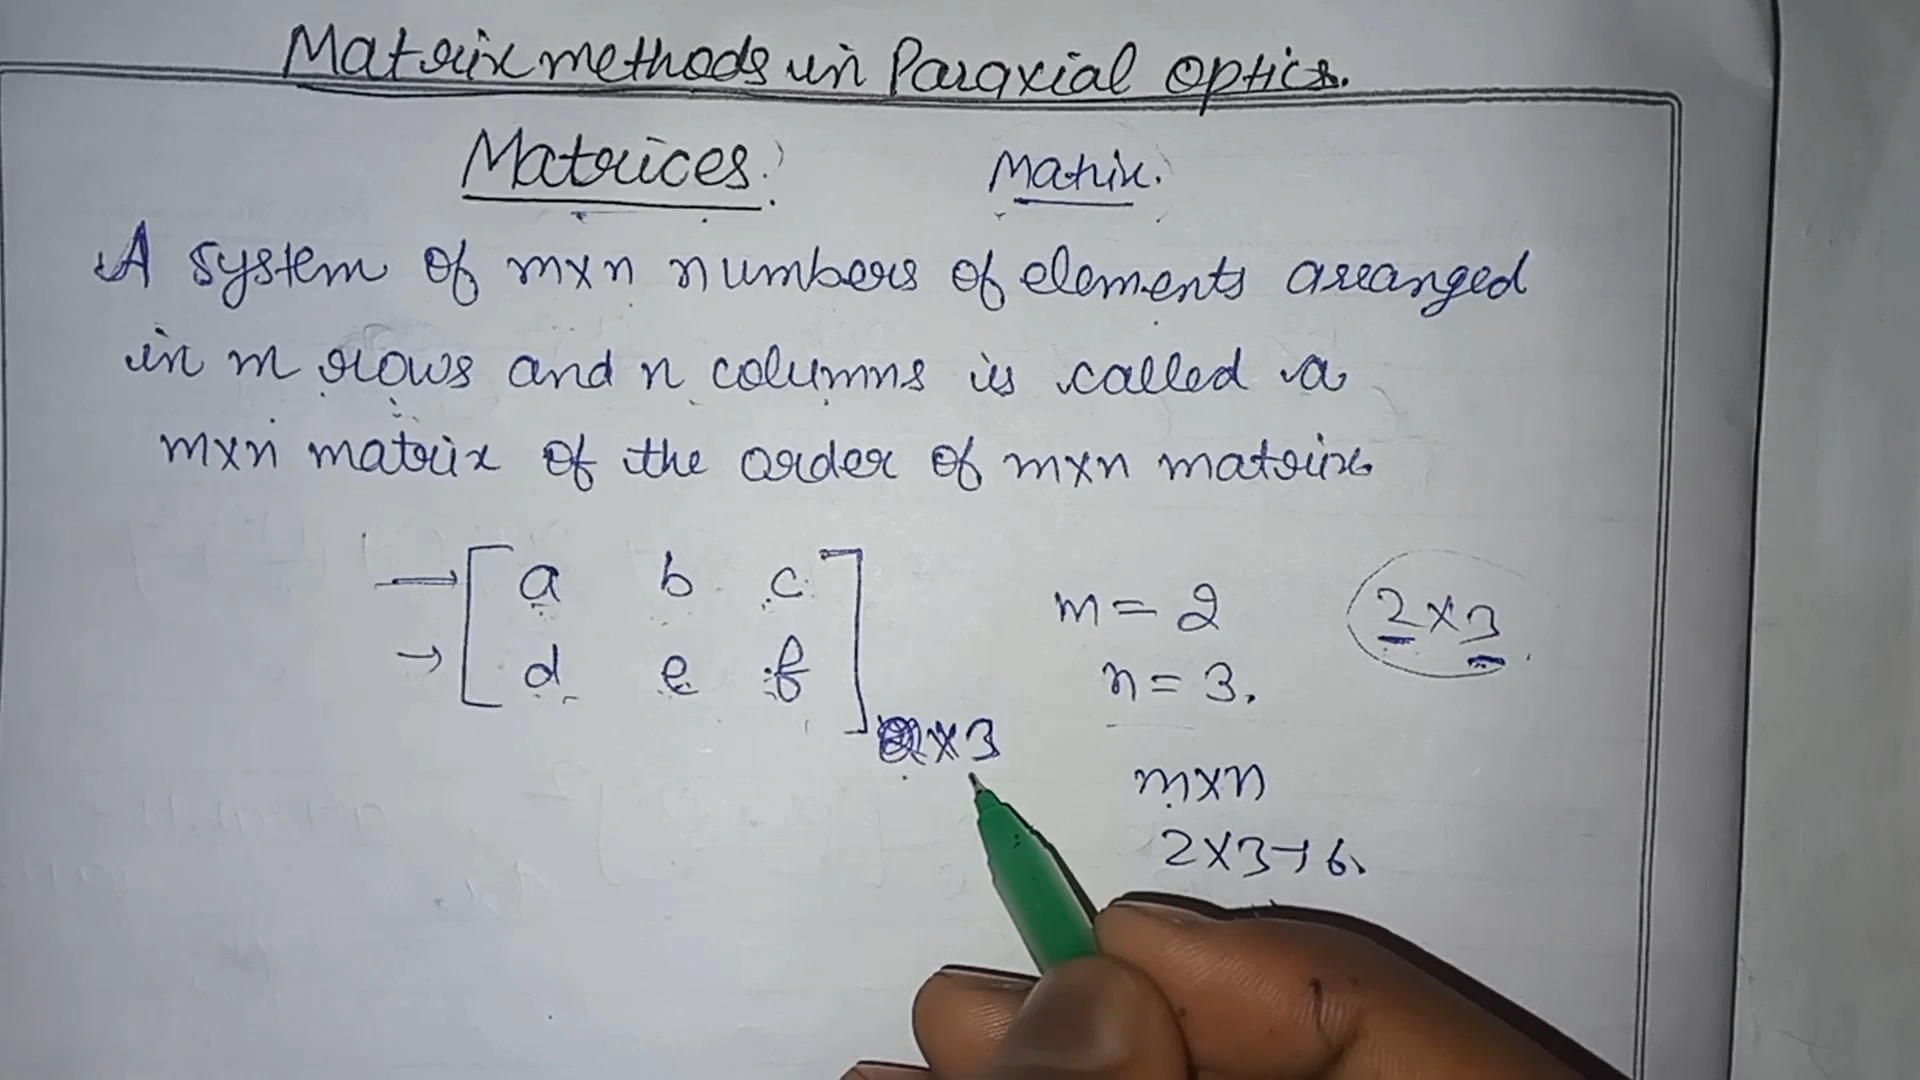 Matrix methods in Paraxial optics.
Matrices. Matrix.
A system of m×n numbers of elements arranged
in m rows and n columns is called a
m×n matrix of the order of m×n matrix
→ [ a b c
→ d e f ] 2×3
m = 2
n = 3.
2×3
m×n
2×3→6.